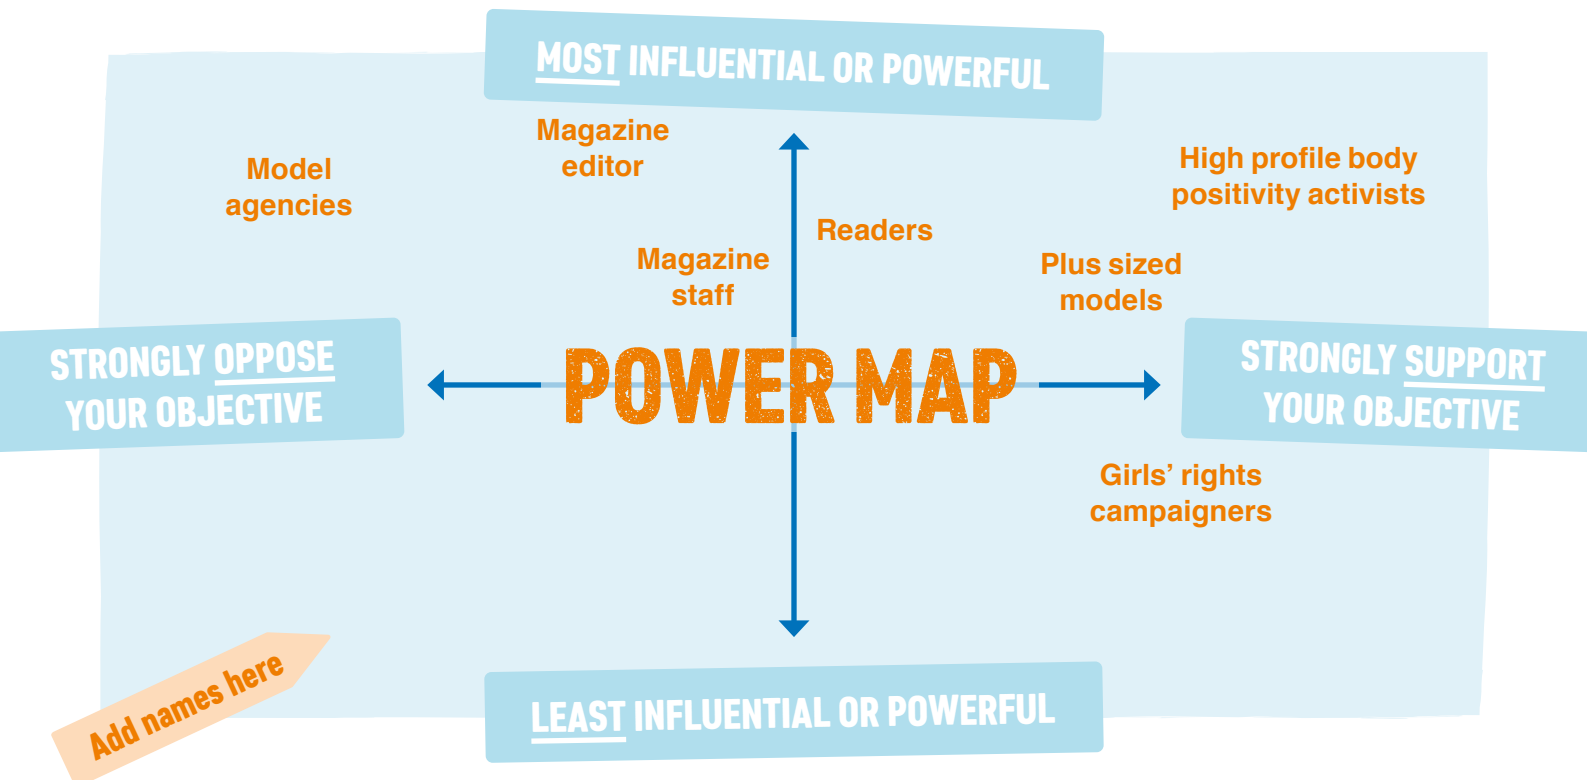 MOST INFLUENTIAL OR POWERFUL
Magazine
editor
Model
agencies
High profile body
positivity activists
Readers
Magazine
staff
Plus sized
models
STRONGLY OPPOSE
YOUR OBJECTIVE
POWER MAP
STRONGLY SUPPORT
YOUR OBJECTIVE
Girls’ rights
campaigners
Add names here
LEAST INFLUENTIAL OR POWERFUL